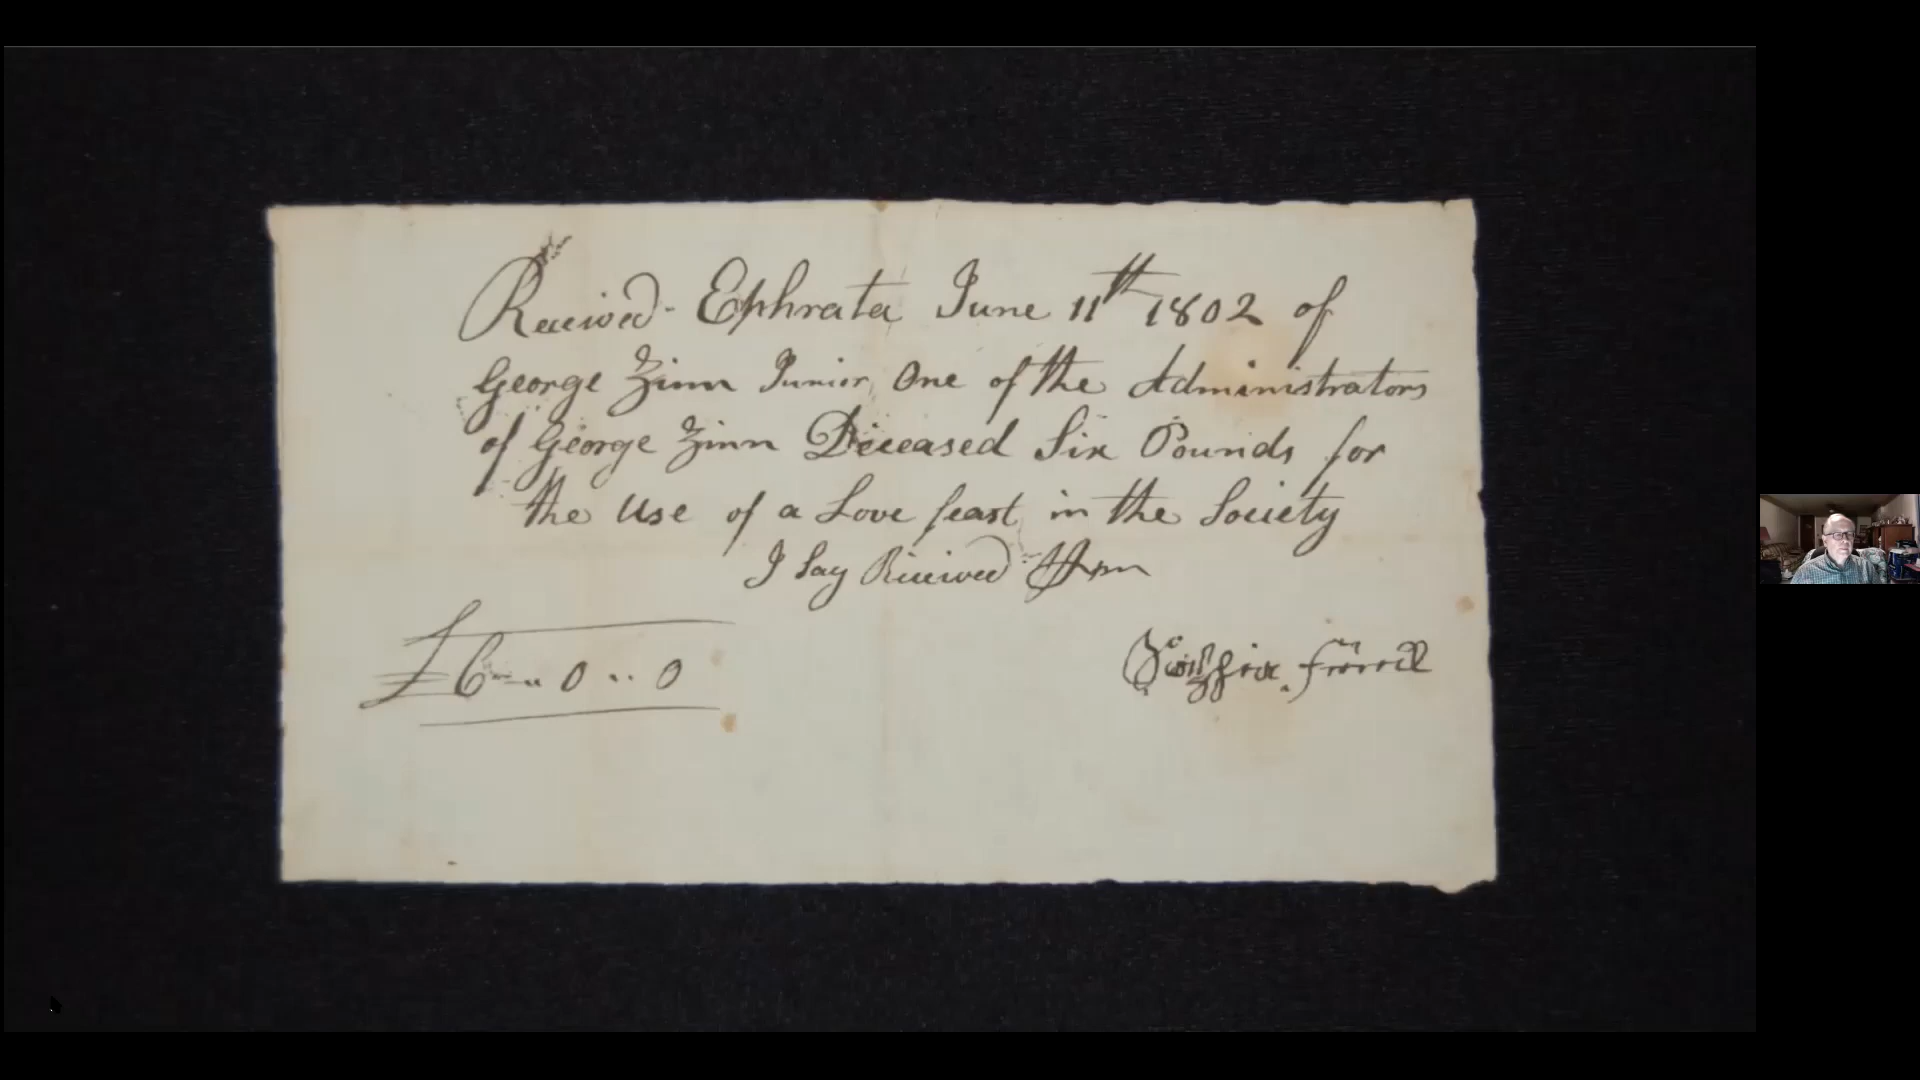 Received Ephrata June 11th 1802 of
George Zinn Junior One of the Administrators
of George Zinn Deceased Six Pounds for
the Use of a Love feast in the Society
I Say Received
£6 -- 0 .. 0